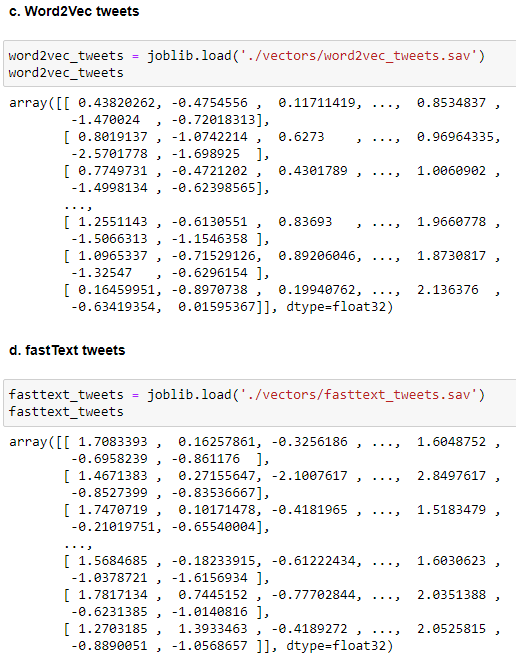 c. Word2Vec tweets
word2vec_tweets = joblib.load('./vectors/word2vec_tweets.sav')
word2vec_tweets
array([[ 0.43820262, -0.4754556 ,  0.11711419, ...,  0.8534837 ,
        -1.470024  , -0.72018313],
       [ 0.8019137 , -1.0742214 ,  0.6273    , ...,  0.96964335,
        -2.5701778 , -1.698925  ],
       [ 0.7749731 , -0.4721202 ,  0.4301789 , ...,  1.0060902 ,
        -1.4998134 , -0.62398565],
       ...,
       [ 1.2551143 , -0.6130551 ,  0.83693   , ...,  1.9660778 ,
        -1.5066313 , -1.1546358 ],
       [ 1.0965337 , -0.71529126,  0.89206046, ...,  1.8730817 ,
        -1.32547   , -0.6296154 ],
       [ 0.16459951, -0.8970738 ,  0.19940762, ...,  2.136376  ,
        -0.63419354,  0.01595367]], dtype=float32)
d. fastText tweets
fasttext_tweets = joblib.load('./vectors/fasttext_tweets.sav')
fasttext_tweets
array([[ 1.7083393 ,  0.16257861, -0.3256186 , ...,  1.6048752 ,
        -0.6958239 , -0.861176  ],
       [ 1.4671383 ,  0.27155647, -2.1007617 , ...,  2.8497617 ,
        -0.8527399 , -0.83536667],
       [ 1.7470719 ,  0.10171478, -0.4181965 , ...,  1.5183479 ,
        -0.21019751, -0.65540004],
       ...,
       [ 1.5684685 , -0.18233915, -0.61222434, ...,  1.6030623 ,
        -1.0378721 , -1.6156934 ],
       [ 1.7817134 ,  0.7445152 , -0.77702844, ...,  2.0351388 ,
        -0.6231385 , -1.0140816 ],
       [ 1.2703185 ,  1.3933463 , -0.4189272 , ...,  2.0525815 ,
        -0.8890051 , -1.0568657 ]], dtype=float32)